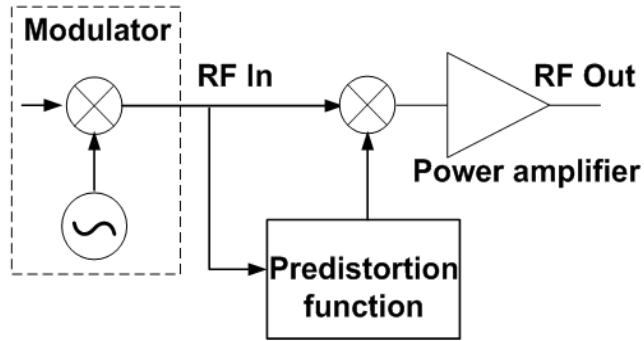 Modulator
RF In
RF Out
Power amplifier
Predistortion
function